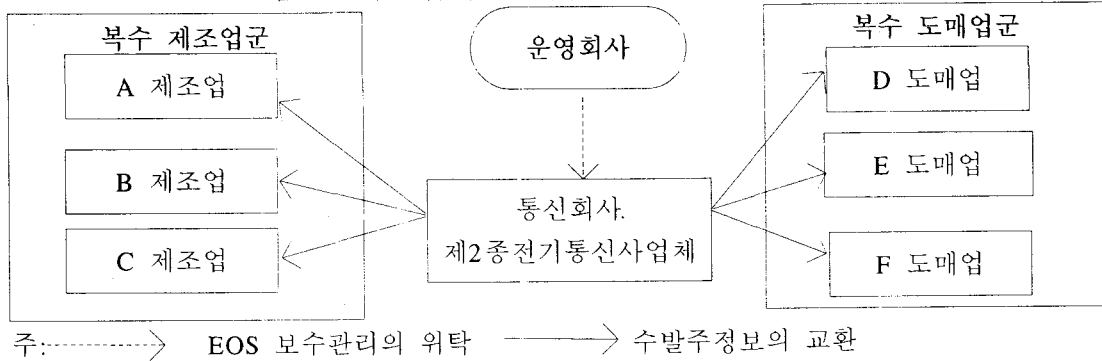 복수 제조업군
A 제조업
B 제조업
C 제조업
운영회사
통신회사.
제2종전기통신사업체
복수 도매업군
D 도매업
E 도매업
F 도매업
주: EOS 보수관리의 위탁 수발주정보의 교환